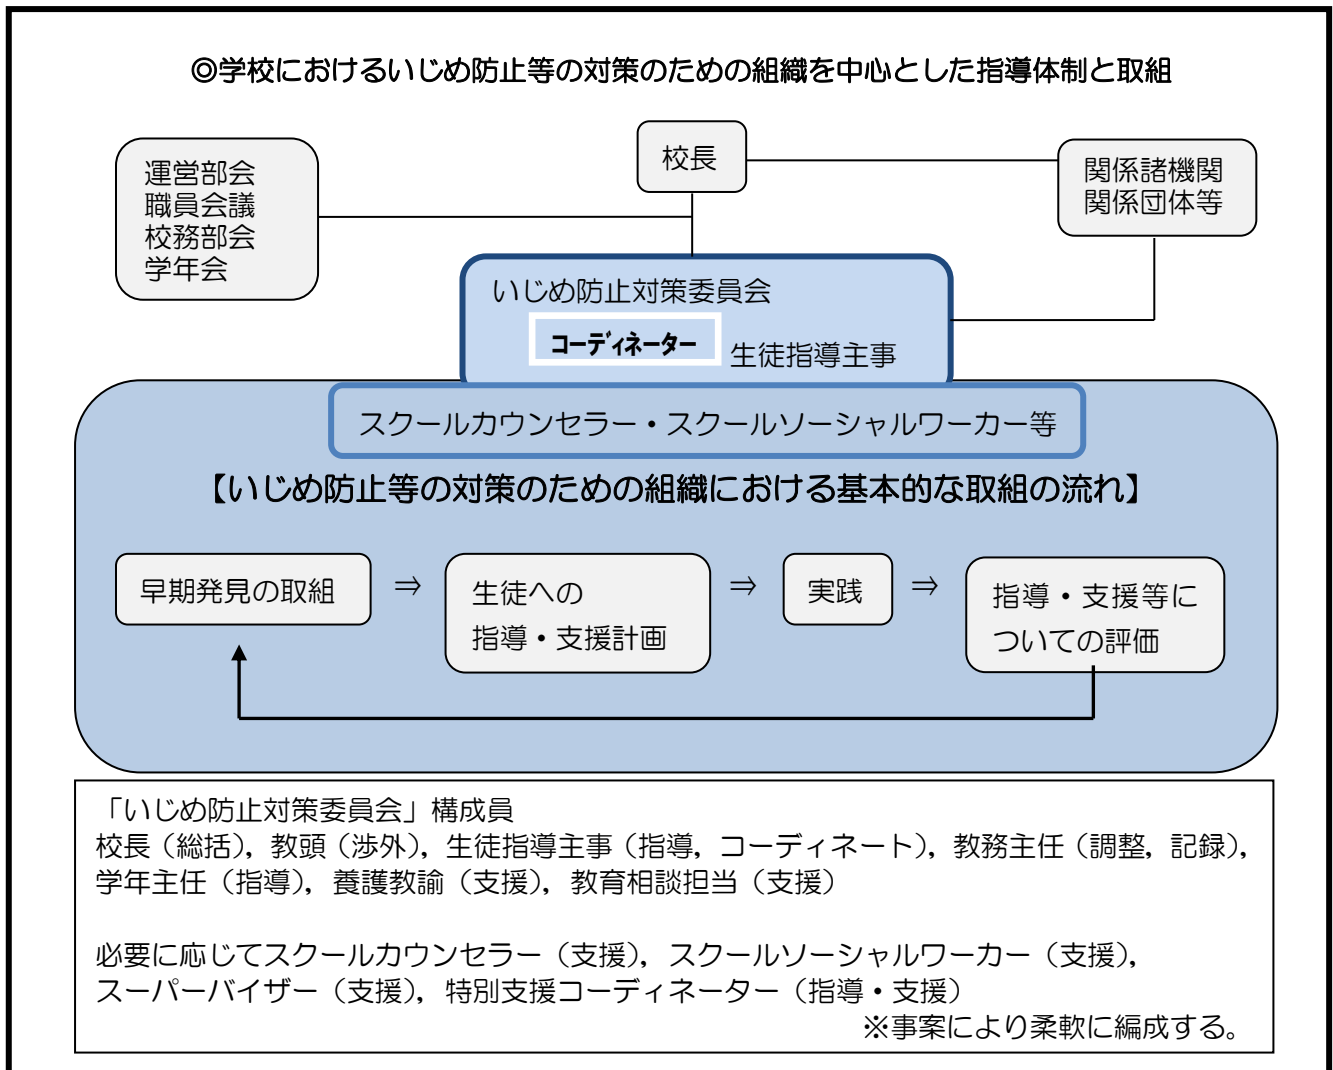 ◎学校におけるいじめ防止等の対策のための組織を中心とした指導体制と取組
運営部会
職員会議
校務部会
学年会
校長
関係諸機関
関係団体等
いじめ防止対策委員会
コーディネーター 生徒指導主事
スクールカウンセラー・スクールソーシャルワーカー等
【いじめ防止等の対策のための組織における基本的な取組の流れ】
早期発見の取組 ⇒ 生徒への
指導・支援計画 ⇒ 実践 ⇒ 指導・支援等に
ついての評価
「いじめ防止対策委員会」構成員
校長（総括），教頭（渉外），生徒指導主事（指導，コーディネート），教務主任（調整，記録），
学年主任（指導），養護教諭（支援），教育相談担当（支援）
必要に応じてスクールカウンセラー（支援），スクールソーシャルワーカー（支援），
スーパーバイザー（支援），特別支援コーディネーター（指導・支援）
※事案により柔軟に編成する。